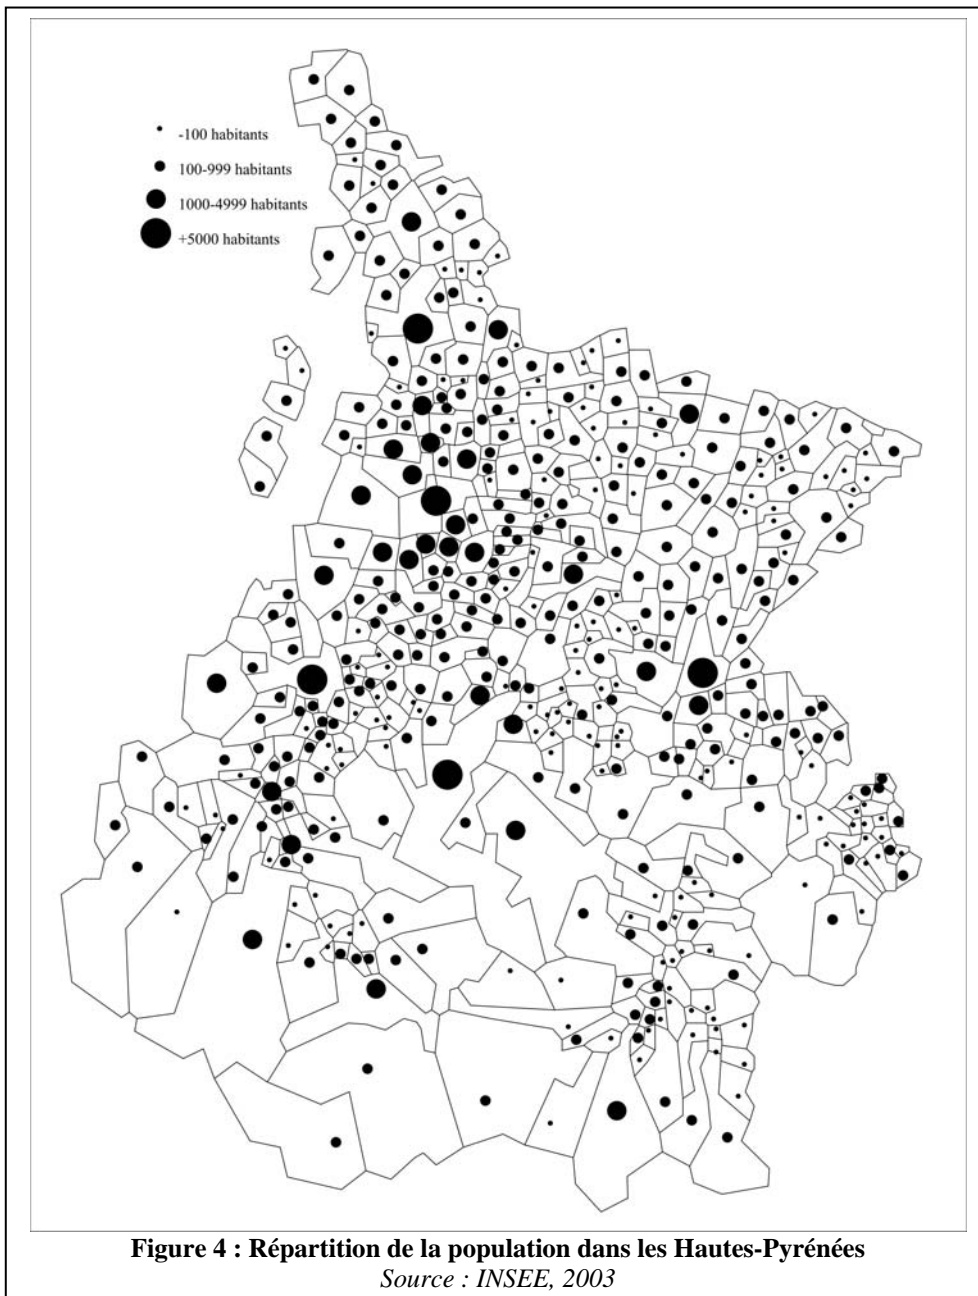 -100 habitants
100-999 habitants
1000-4999 habitants
+5000 habitants
Figure 4 : Répartition de la population dans les Hautes-Pyrénées
Source : INSEE, 2003